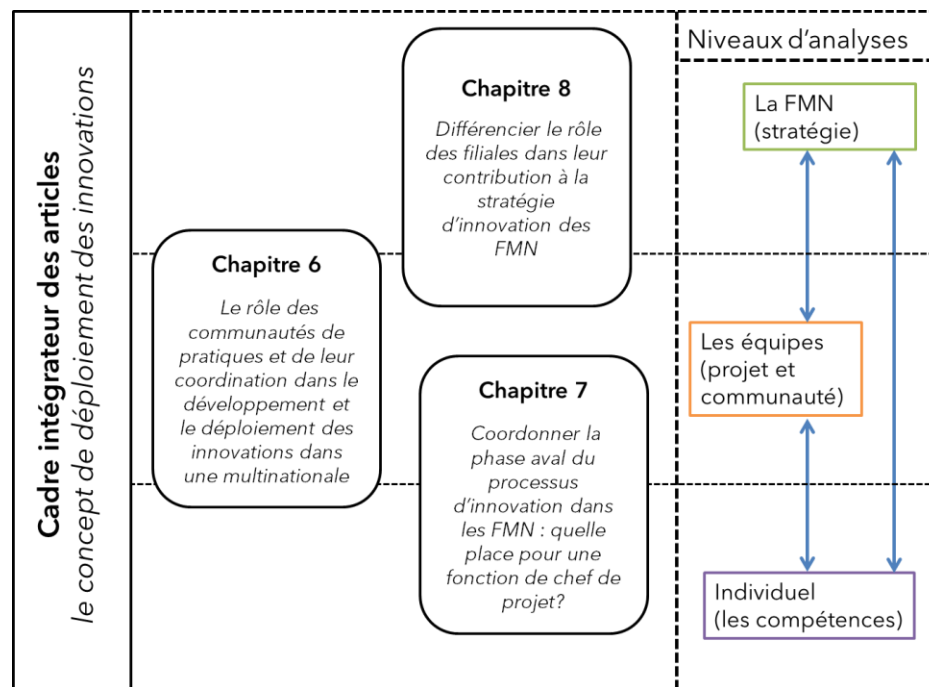 Cadre intégrateur des articles
le concept de déploiement des innovations
Chapitre 8
Différencier le rôle
des filiales dans leur
contribution à la
stratégie
d'innovation des
FMN
Chapitre 6
Le rôle des
communautés de
pratiques et de leur
coordination dans le
développement et
le déploiement des
innovations dans
une multinationale
Chapitre 7
Coordonner la
phase aval du
processus
d'innovation dans
les FMN : quelle
place pour une
fonction de chef de
projet?
Niveaux d'analyses
La FMN
(stratégie)
Les équipes
(projet et
communauté)
Individuel
(les compétences)